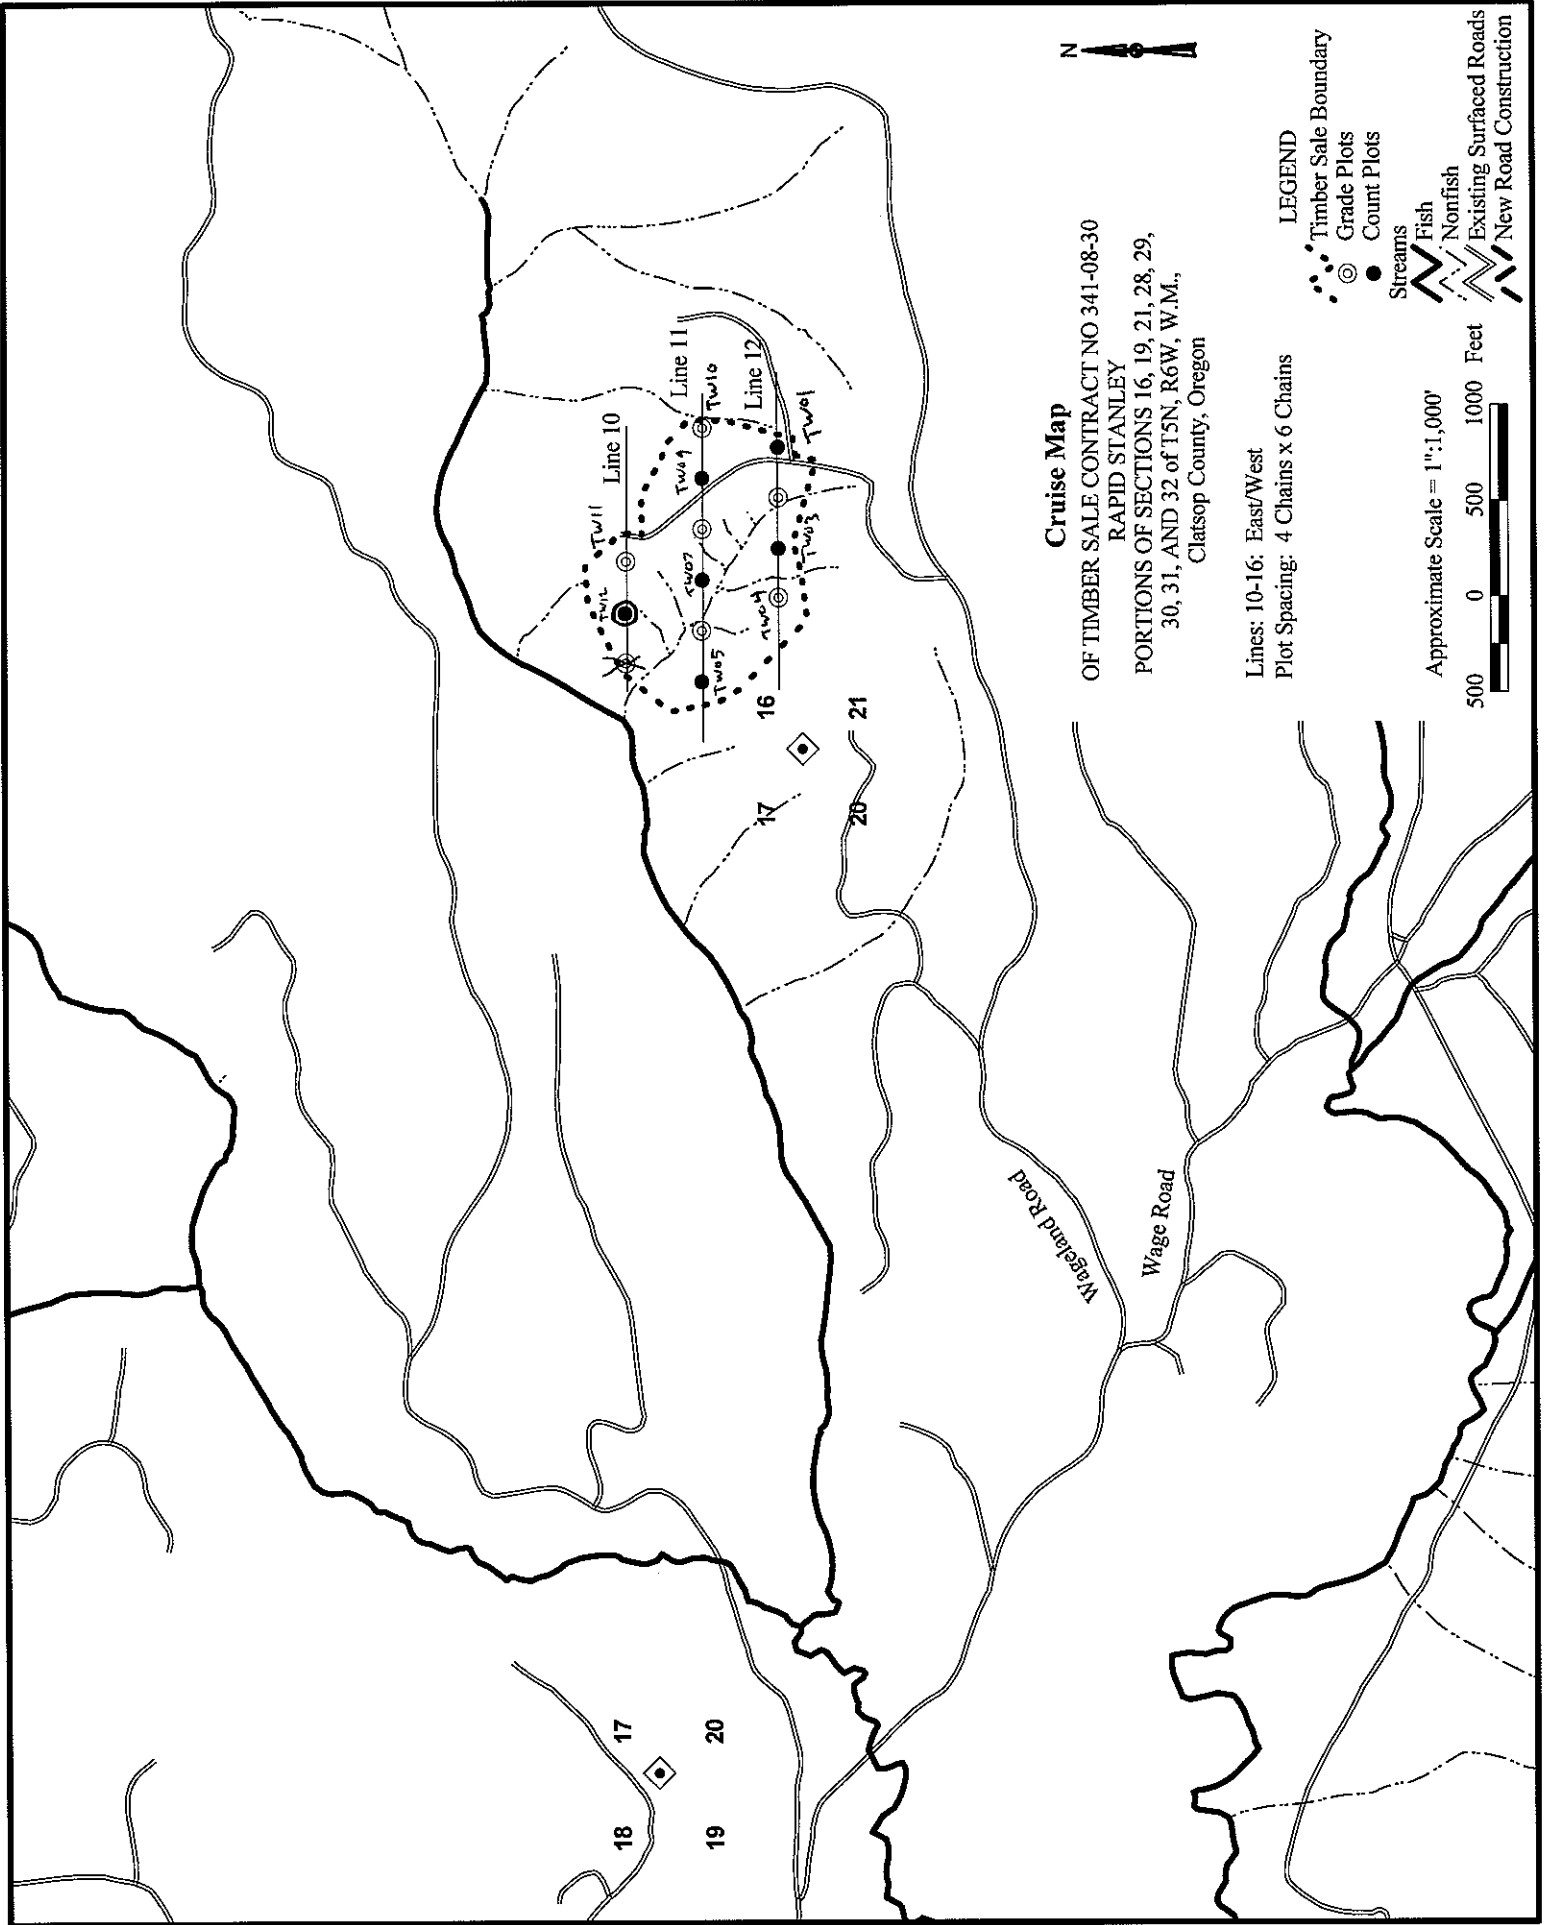 Cruise Map
OF TIMBER SALE CONTRACT NO 341-08-30
RAPID STANLEY
PORTIONS OF SECTIONS 16, 19, 21, 28, 29,
30, 31, AND 32 of T5N, R6W, W.M.,
Clatsop County, Oregon
Lines: 10-16: East/West
Plot Spacing: 4 Chains x 6 Chains
Approximate Scale = 1":1,000'
500 0 500 1000 Feet
N
LEGEND
Timber Sale Boundary
Grade Plots
Count Plots
Streams
Fish
Nonfish
Existing Surfaced Roads
New Road Construction
Line 10
TW12
TW11
Line 11
TW05
TW07
TW09
TW10
Line 12
TW04
TW03
TW01
17
16
20
21
Wageland Road
Wage Road
18
17
19
20